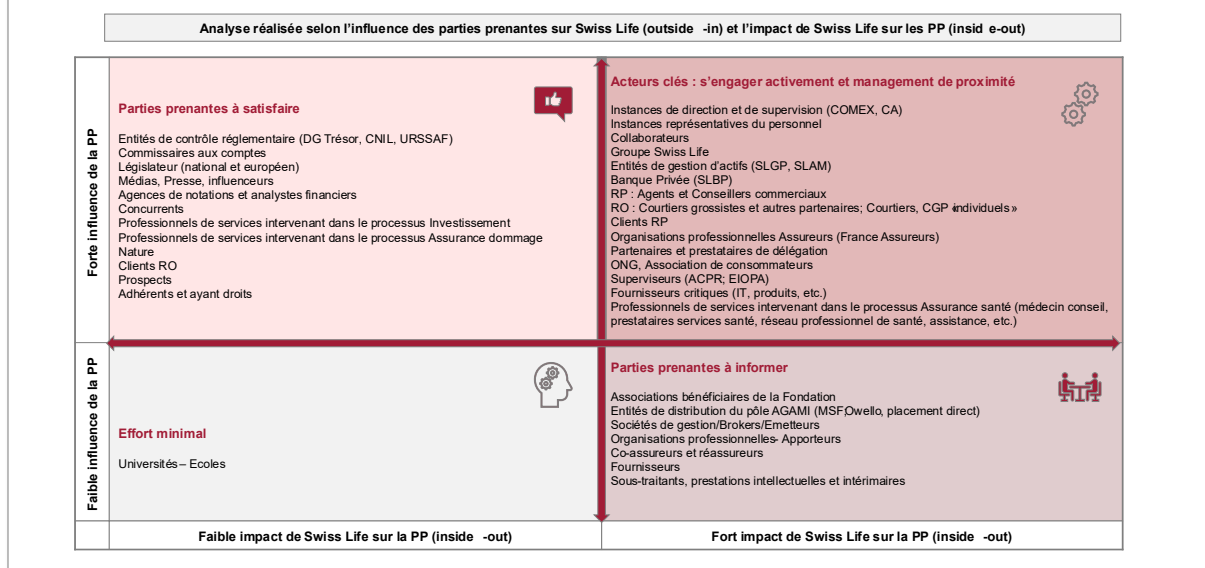 Analyse réalisée selon l'influence des parties prenantes sur Swiss Life (outside -in) et l'impact de Swiss Life sur les PP (insid e-out)
Forte influence de la PP
Parties prenantes à satisfaire
Entités de contrôle réglementaire (DG Trésor, CNIL, URSSAF)
Commissaires aux comptes
Législateur (national et européen)
Médias, Presse, influenceurs
Agences de notations et analystes financiers
Concurrents
Professionnels de services intervenant dans le processus Investissement
Professionnels de services intervenant dans le processus Assurance dommage
Nature
Clients RO
Prospects
Adhérents et ayant droits
Acteurs clés : s'engager activement et management de proximité
Instances de direction et de supervision (COMEX, CA)
Instances représentatives du personnel
Collaborateurs
Groupe Swiss Life
Entités de gestion d'actifs (SLGP, SLAM)
Banque Privée (SLBP)
RP : Agents et Conseillers commerciaux
RO : Courtiers grossistes et autres partenaires; Courtiers, CGP «individuels»
Clients RP
Organisations professionnelles Assureurs (France Assureurs)
Partenaires et prestataires de délégation
ONG, Association de consommateurs
Superviseurs (ACPR; EIOPA)
Fournisseurs critiques (IT, produits, etc.)
Professionnels de services intervenant dans le processus Assurance santé (médecin conseil,
prestataires services santé, réseau professionnel de santé, assistance, etc.)
Faible influence de la PP
Effort minimal
Universités – Ecoles
Parties prenantes à informer
Associations bénéficiaires de la Fondation
Entités de distribution du pôle AGAMI (MSF,Owello, placement direct)
Sociétés de gestion/Brokers/Emetteurs
Organisations professionnelles- Apporteurs
Co-assureurs et réassureurs
Fournisseurs
Sous-traitants, prestations intellectuelles et intérimaires
Faible impact de Swiss Life sur la PP (inside -out)
Fort impact de Swiss Life sur la PP (inside -out)